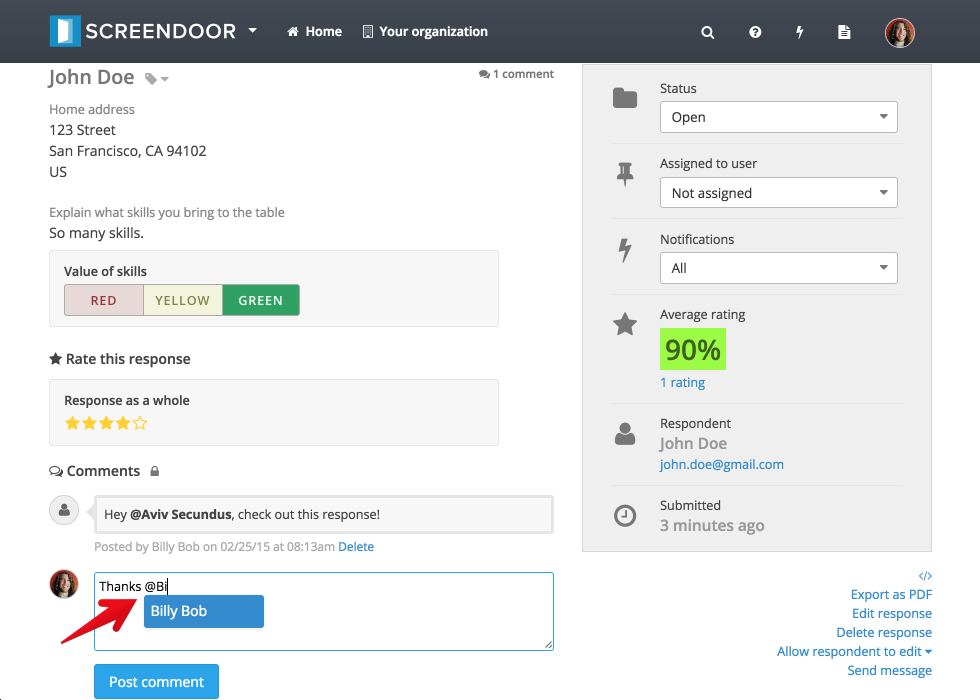 SCREENDOOR
Home
Your organization
John Doe
1 comment
Home address
123 Street
San Francisco, CA 94102
US
Explain what skills you bring to the table
So many skills.
Value of skills
RED YELLOW GREEN
Rate this response
Response as a whole
Comments
Hey @Aviv Secundus, check out this response!
Posted by Billy Bob on 02/25/15 at 08:13am Delete
Thanks @Bi
Billy Bob
Post comment
Status
Open
Assigned to user
Not assigned
Notifications
All
Average rating
90%
1 rating
Respondent
John Doe
john.doe@gmail.com
Submitted
3 minutes ago
</>
Export as PDF
Edit response
Delete response
Allow respondent to edit
Send message